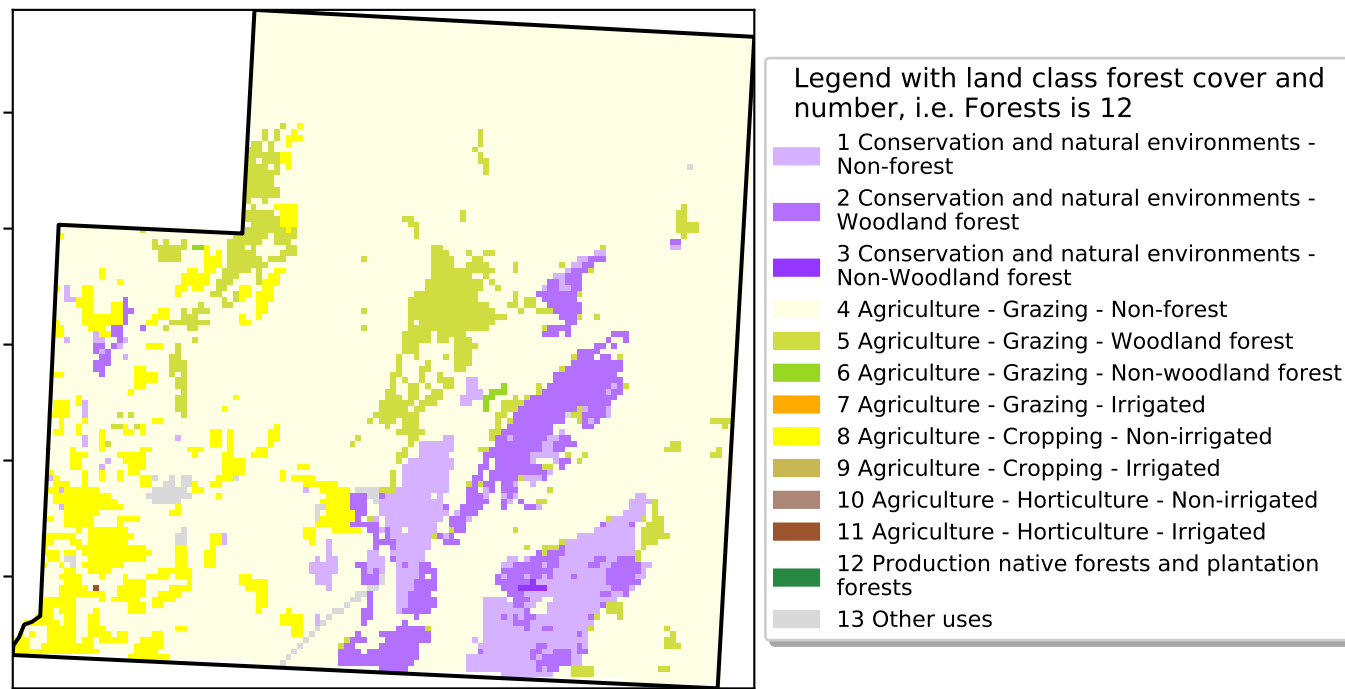 Legend with land class forest cover and
number, i.e. Forests is 12
1 Conservation and natural environments -
Non-forest
2 Conservation and natural environments -
Woodland forest
3 Conservation and natural environments -
Non-Woodland forest
4 Agriculture - Grazing - Non-forest
5 Agriculture - Grazing - Woodland forest
6 Agriculture - Grazing - Non-woodland forest
7 Agriculture - Grazing - Irrigated
8 Agriculture - Cropping - Non-irrigated
9 Agriculture - Cropping - Irrigated
10 Agriculture - Horticulture - Non-irrigated
11 Agriculture - Horticulture - Irrigated
12 Production native forests and plantation
forests
13 Other uses